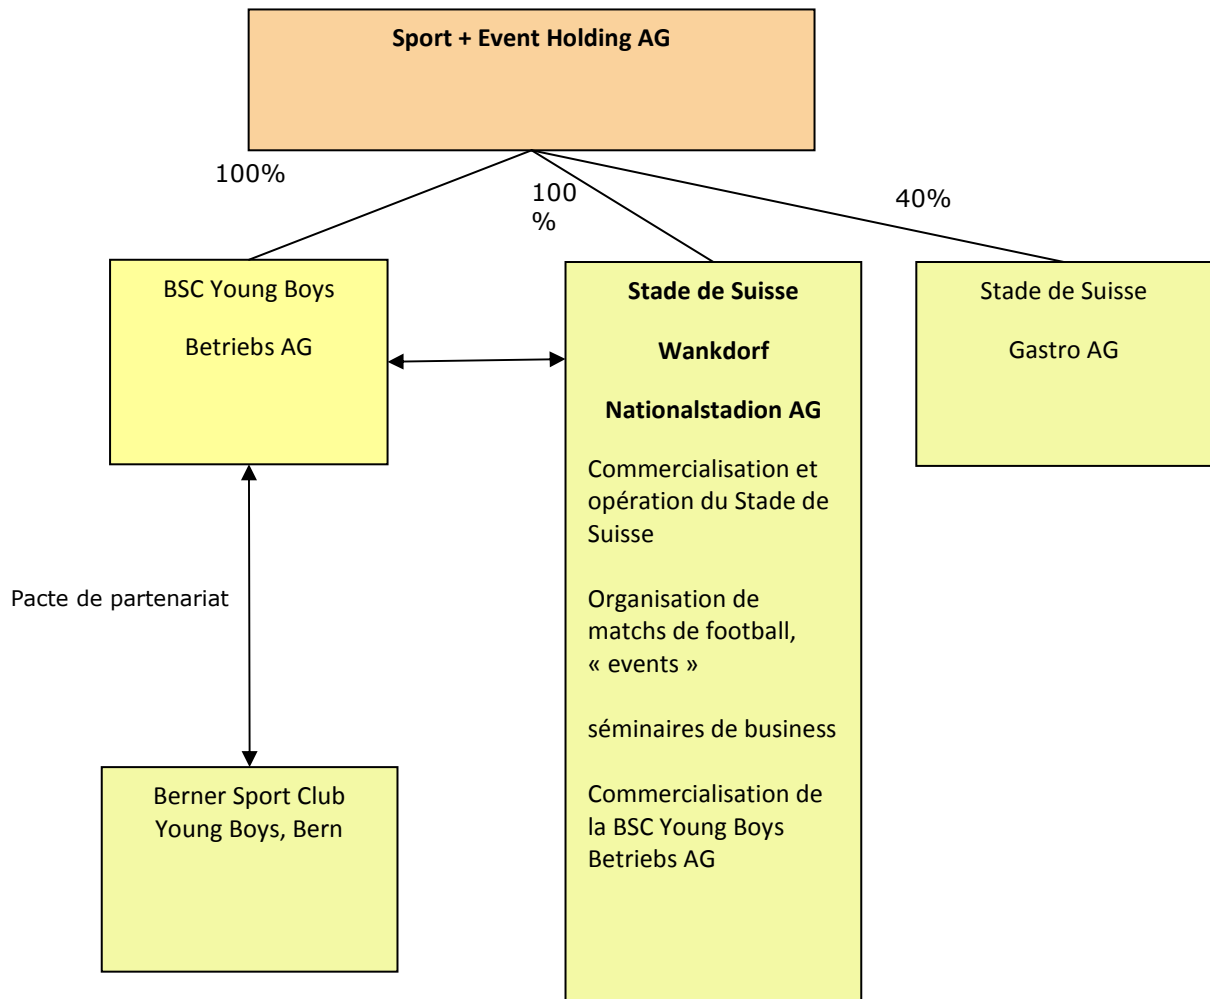 Sport + Event Holding AG
100%
100
%
40%
BSC Young Boys
Betriebs AG
Stade de Suisse
Wankdorf
Nationalstadion AG
Commercialisation et
opération du Stade de
Suisse
Organisation de
matchs de football,
« events »
séminaires de business
Commercialisation de
la BSC Young Boys
Betriebs AG
Stade de Suisse
Gastro AG
Pacte de partenariat
Berner Sport Club
Young Boys, Bern